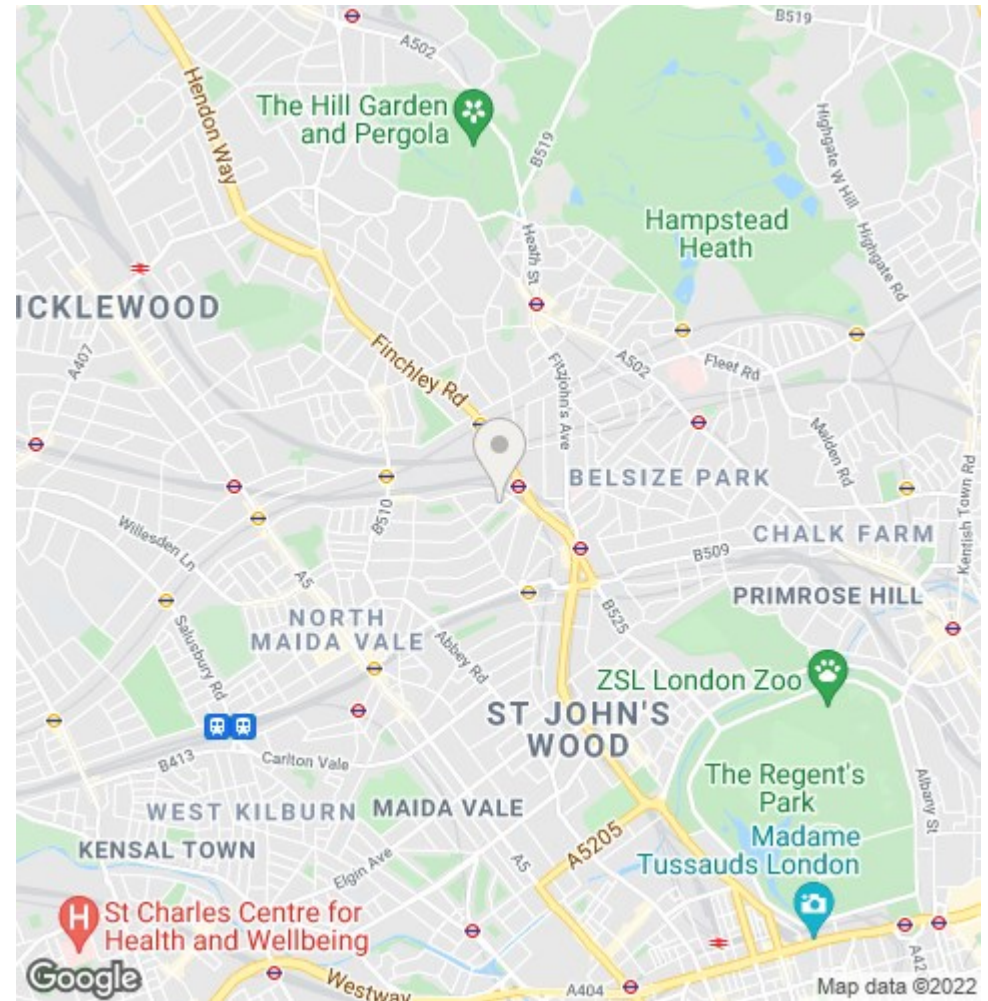 B519
A502
Hendon Way
The Hill Garden
and Pergola
B519
Highgate W Hill
Highgate Rd
Hampstead
Heath
Heath St
ICKLEWOOD
A407
Finchley Rd
Fitzjohn's Ave
A502
Fleet Rd
Malden Rd
Kentish Town Rd
BELSIZE PARK
B510
Willesden Ln
A5
CHALK FARM
B509
PRIMROSE HILL
NORTH
MAIDA VALE
B525
Salusbury Rd
Abbey Rd
ZSL London Zoo
ST JOHN'S
WOOD
B413
Carlton Vale
The Regent's
Park
Albany St
WEST KILBURN
MAIDA VALE
Madame
Tussauds London
KENSAL TOWN
Elgin Ave
A5
A5205
H
St Charles Centre for
Health and Wellbeing
Westway
A404
A42
Google
Map data ©2022